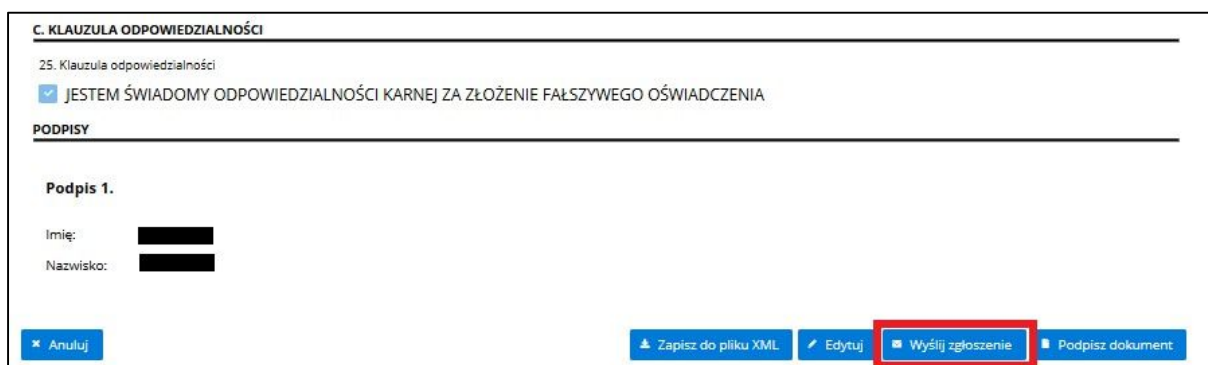 C. KLAUZULA ODPOWIEDZIALNOŚCI
25. Klauzula odpowiedzialności
JESTEM ŚWIADOMY ODPOWIEDZIALNOŚCI KARNEJ ZA ZŁOŻENIE FAŁSZYWEGO OŚWIADCZENIA
PODPISY
Podpis 1.
Imię:
Nazwisko:
Anuluj Zapisz do pliku XML Edytuj Wyślij zgłoszenie Podpisz dokument